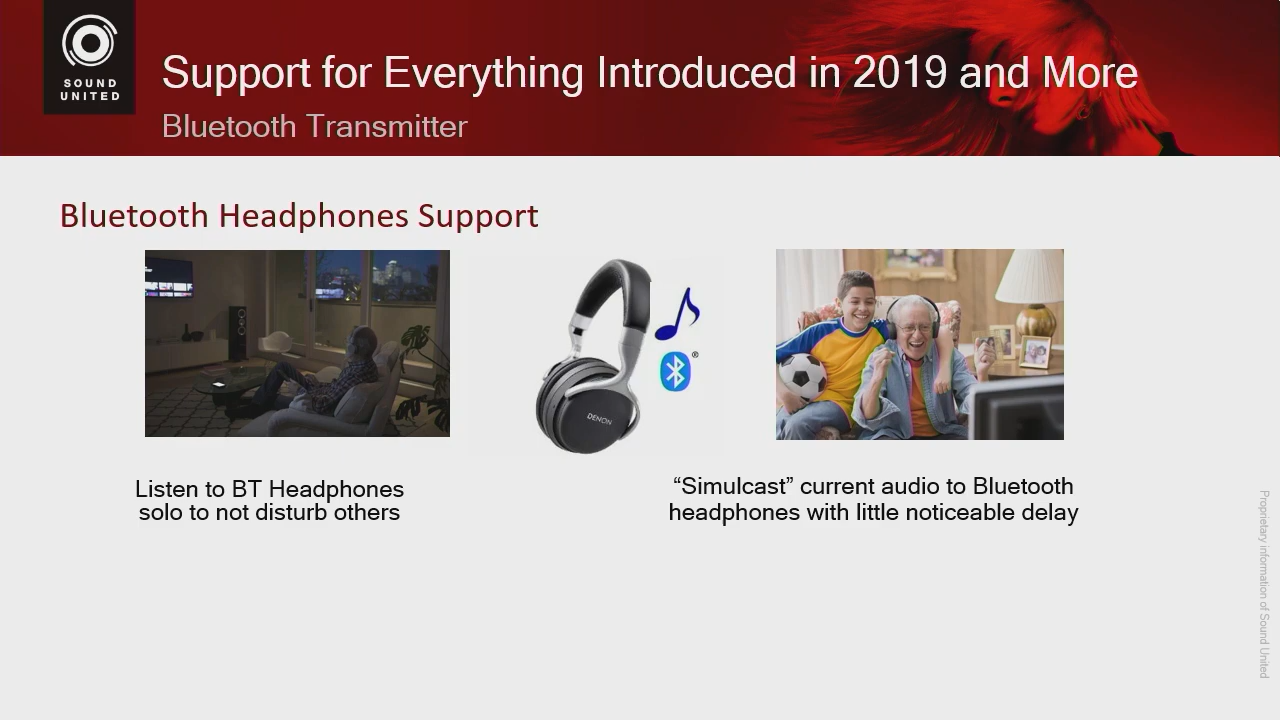 SOUND
UNITED
Support for Everything Introduced in 2019 and More
Bluetooth Transmitter
Bluetooth Headphones Support
DENON
®
Listen to BT Headphones
solo to not disturb others
“Simulcast” current audio to Bluetooth
headphones with little noticeable delay
Proprietary information of Sound United